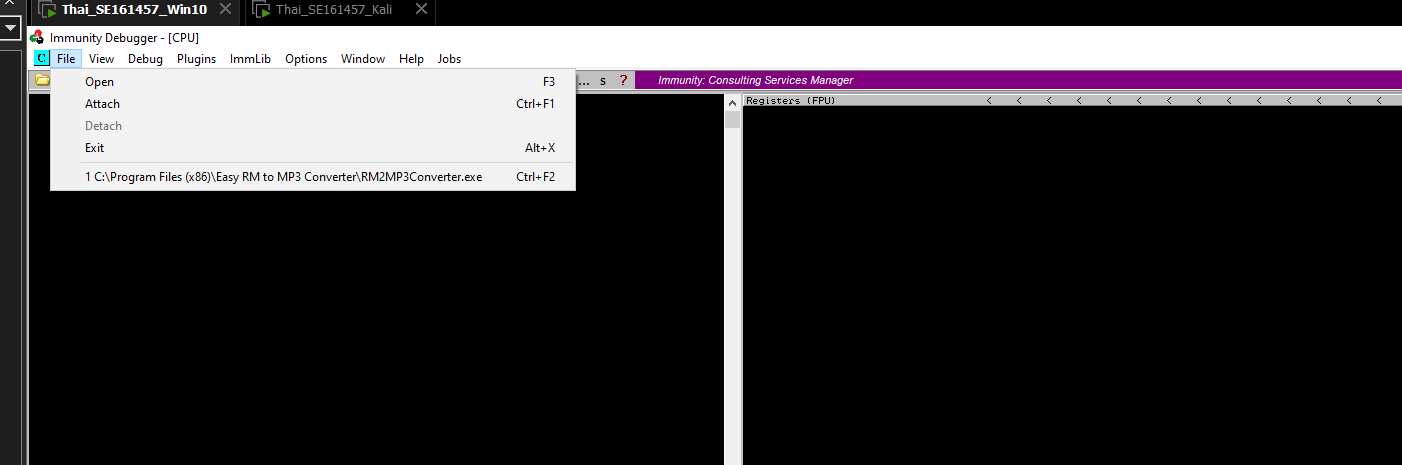 Thai_SE161457_Win10 Thai_SE161457_Kali
Immunity Debugger - [CPU]
C File View Debug Plugins ImmLib Options Window Help Jobs
... s ? Immunity: Consulting Services Manager
Open F3
Attach Ctrl+F1
Detach
Exit Alt+X
1 C:\Program Files (x86)\Easy RM to MP3 Converter\RM2MP3Converter.exe Ctrl+F2
Registers (FPU) < < < < < < < < < < < < < <